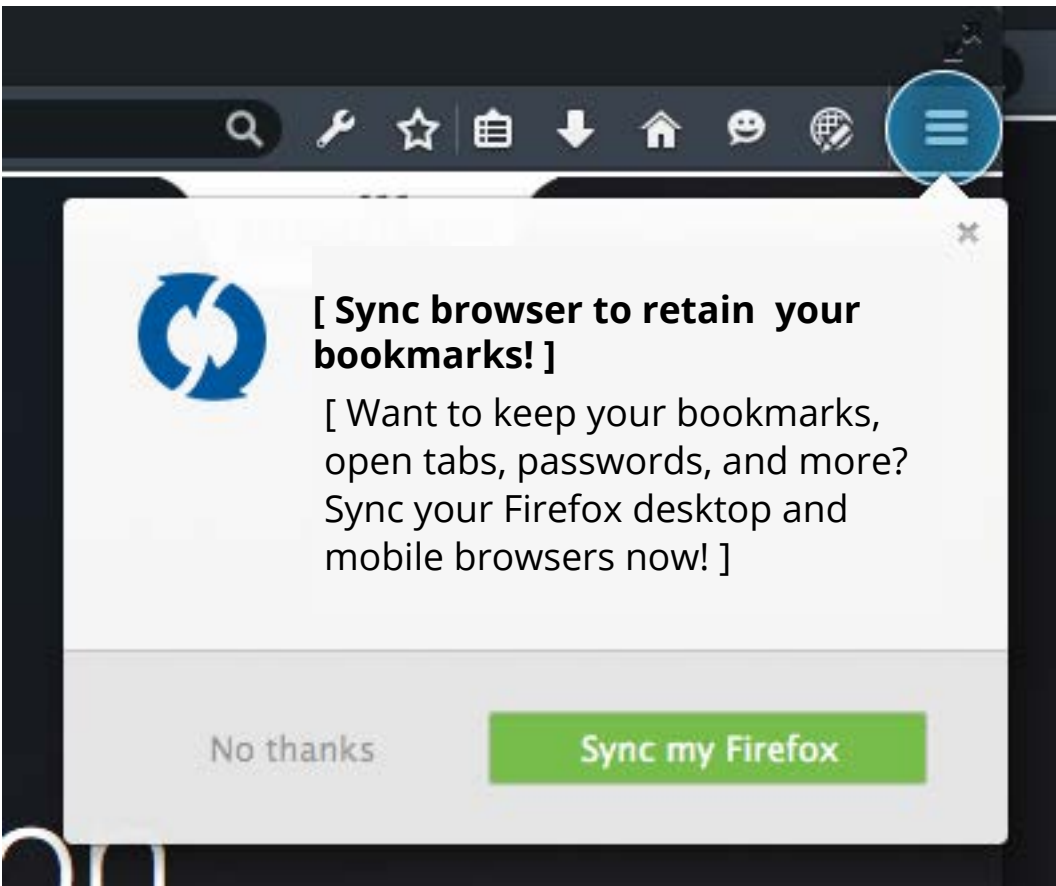 [ Sync browser to retain  your
bookmarks! ]
[ Want to keep your bookmarks,
open tabs, passwords, and more?
Sync your Firefox desktop and
mobile browsers now! ]
No thanks
Sync my Firefox
on